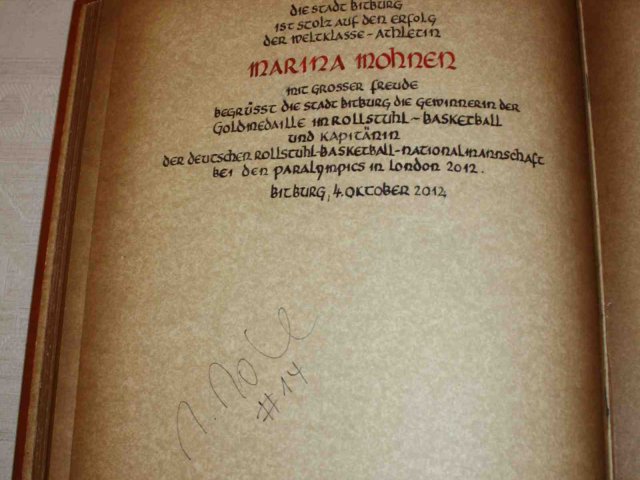 DIE STADT BITBURG
IST STOLZ AUF DEN ERFOLG
DER WELTKLASSE-ATHLETIN
MARINA MOHNEN
MIT GROSSER FREUDE
BEGRÜSST DIE STADT BITBURG DIE GEWINNERIN DER
GOLDMEDAILLE IM ROLLSTUHL-BASKETBALL
UND KAPITÄNIN
DER DEUTSCHEN ROLLSTUHL-BASKETBALL-NATIONALMANNSCHAFT
BEI DEN PARALYMPICS IN LONDON 2012.
BITBURG, 4. OKTOBER 2012
#14